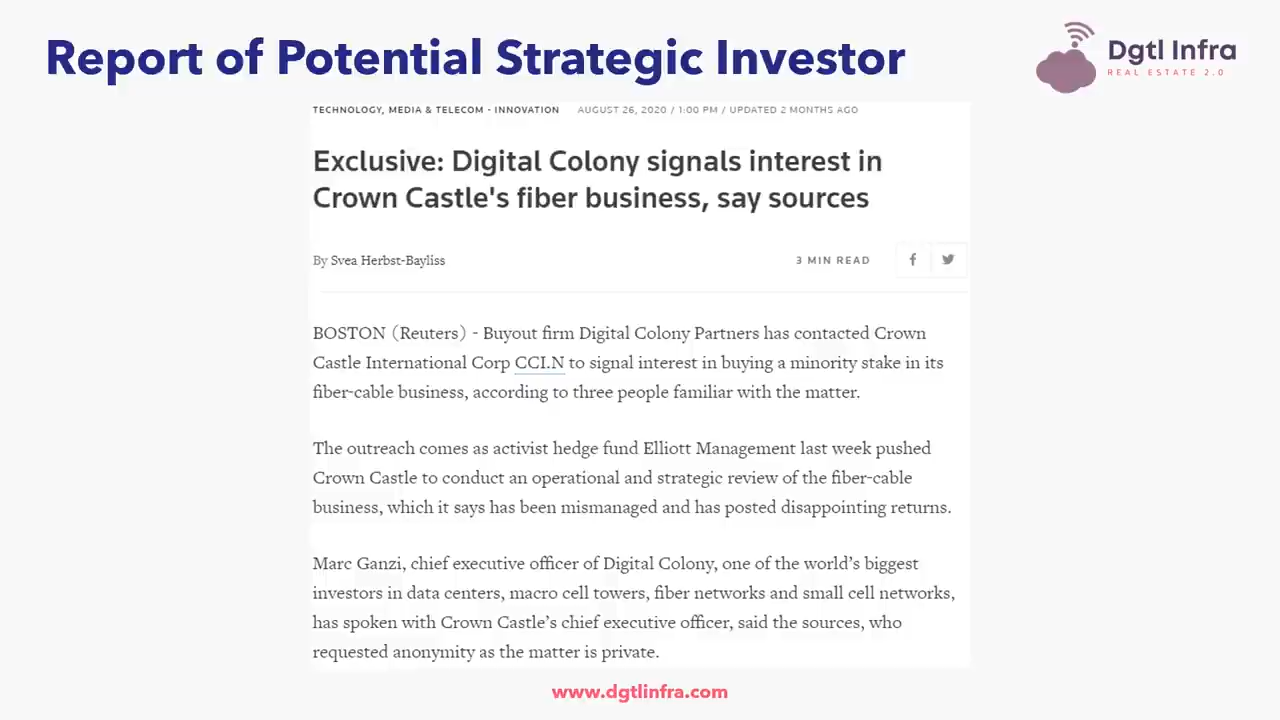 Report of Potential Strategic Investor
Dgtl Infra
REAL ESTATE 2.0
TECHNOLOGY, MEDIA & TELECOM - INNOVATION AUGUST 26, 2020 / 1:00 PM / UPDATED 2 MONTHS AGO
Exclusive: Digital Colony signals interest in
Crown Castle's fiber business, say sources
By Svea Herbst-Bayliss
3 MIN READ
BOSTON (Reuters) - Buyout firm Digital Colony Partners has contacted Crown
Castle International Corp CCI.N to signal interest in buying a minority stake in its
fiber-cable business, according to three people familiar with the matter.
The outreach comes as activist hedge fund Elliott Management last week pushed
Crown Castle to conduct an operational and strategic review of the fiber-cable
business, which it says has been mismanaged and has posted disappointing returns.
Marc Ganzi, chief executive officer of Digital Colony, one of the world’s biggest
investors in data centers, macro cell towers, fiber networks and small cell networks,
has spoken with Crown Castle’s chief executive officer, said the sources, who
requested anonymity as the matter is private.
www.dgtlinfra.com